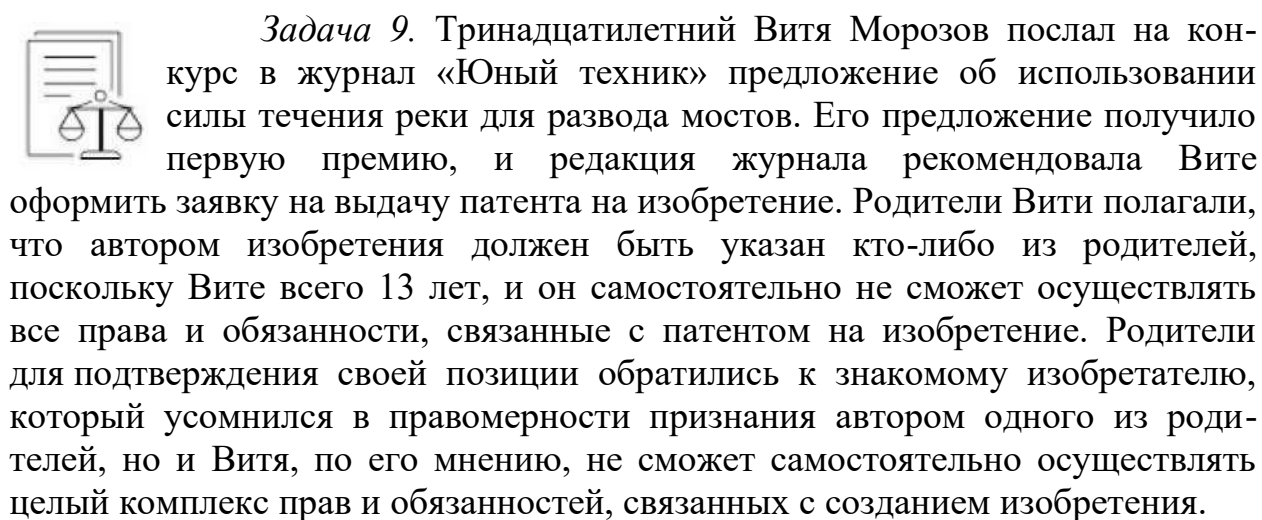 Задача 9. Тринадцатилетний Витя Морозов послал на кон-
курс в журнал «Юный техник» предложение об использовании
силы течения реки для развода мостов. Его предложение получило
первую премию, и редакция журнала рекомендовала Вите
оформить заявку на выдачу патента на изобретение. Родители Вити полагали,
что автором изобретения должен быть указан кто-либо из родителей,
поскольку Вите всего 13 лет, и он самостоятельно не сможет осуществлять
все права и обязанности, связанные с патентом на изобретение. Родители
для подтверждения своей позиции обратились к знакомому изобретателю,
который усомнился в правомерности признания автором одного из роди-
телей, но и Витя, по его мнению, не сможет самостоятельно осуществлять
целый комплекс прав и обязанностей, связанных с созданием изобретения.